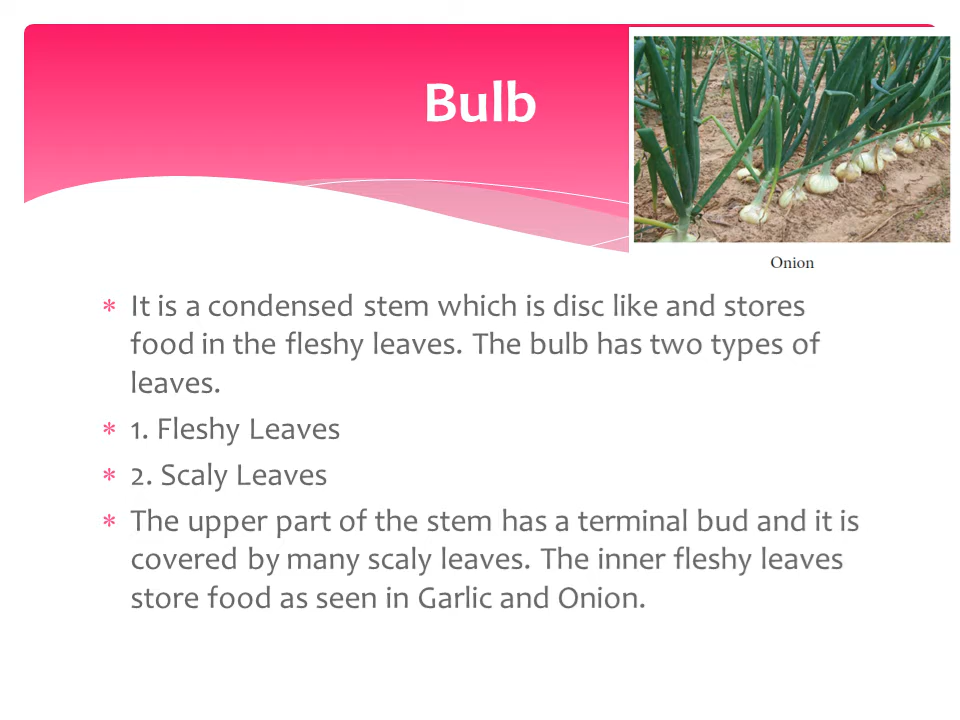 Bulb
Onion
* It is a condensed stem which is disc like and stores
food in the fleshy leaves. The bulb has two types of
leaves.
* 1. Fleshy Leaves
* 2. Scaly Leaves
* The upper part of the stem has a terminal bud and it is
covered by many scaly leaves. The inner fleshy leaves
store food as seen in Garlic and Onion.